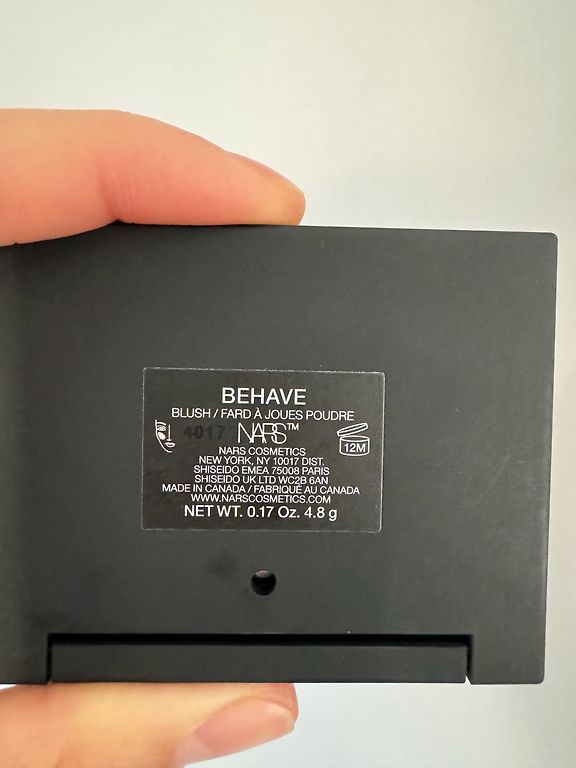 BEHAVE
BLUSH / FARD À JOUES POUDRE
4017 NARS™ 12M
NARS COSMETICS
NEW YORK, NY 10017 DIST.
SHISEIDO EMEA 75008 PARIS
SHISEIDO UK LTD WC2B 6AN
MADE IN CANADA / FABRIQUÉ AU CANADA
WWW.NARSCOSMETICS.COM
NET WT. 0.17 Oz. 4.8 g